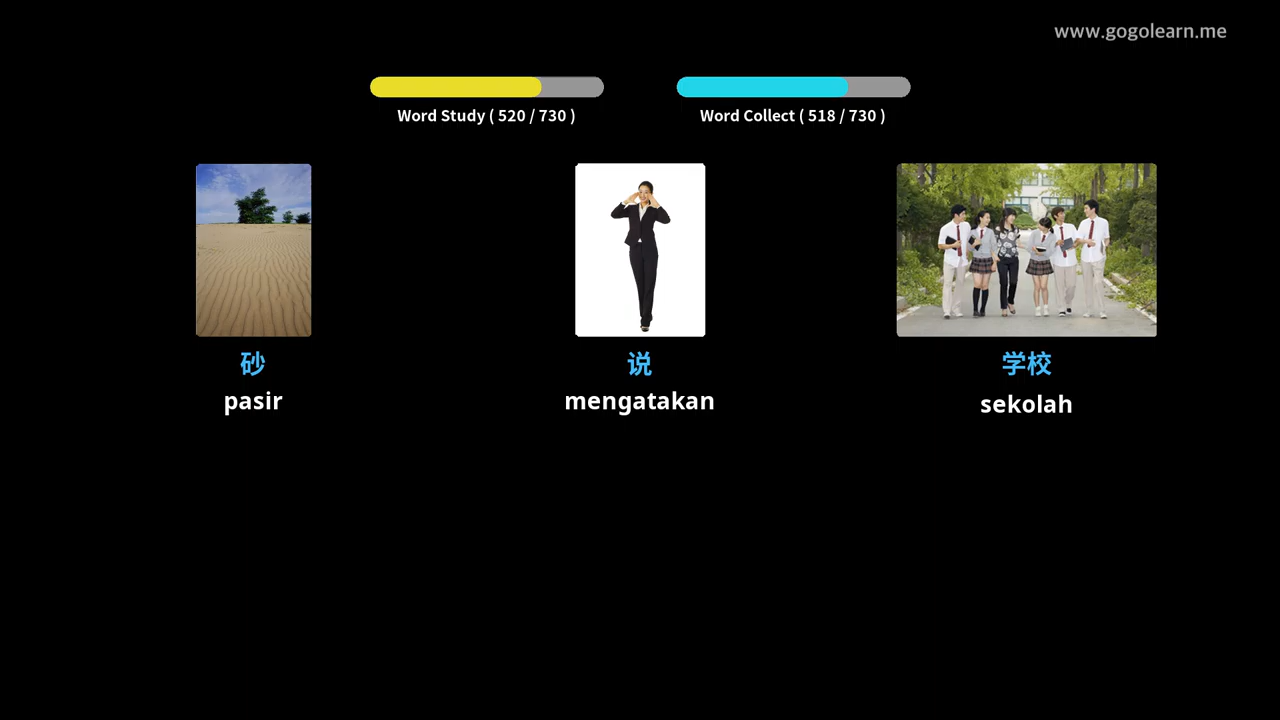 www.gogolearn.me
Word Study ( 520 / 730 )
Word Collect ( 518 / 730 )
砂
说
学校
pasir
mengatakan
sekolah